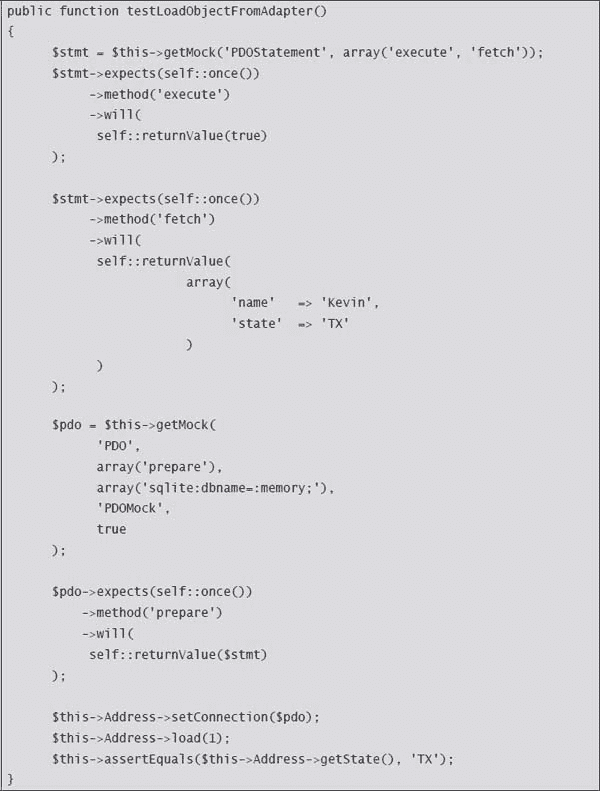 public function testLoadObjectFromAdapter()
{
      $stmt = $this->getMock('PDOStatement', array('execute', 'fetch'));
      $stmt->expects(self::once())
           ->method('execute')
           ->will(
            self::returnValue(true)
      );

      $stmt->expects(self::once())
           ->method('fetch')
           ->will(
            self::returnValue(
                        array(
                              'name'   => 'Kevin',
                              'state'  => 'TX'
                        )
            )
      );

      $pdo = $this->getMock(
            'PDO',
            array('prepare'),
            array('sqlite:dbname=:memory;'),
            'PDOMock',
            true
      );

      $pdo->expects(self::once())
          ->method('prepare')
          ->will(
           self::returnValue($stmt)
      );

      $this->Address->setConnection($pdo);
      $this->Address->load(1);
      $this->assertEquals($this->Address->getState(), 'TX');
}